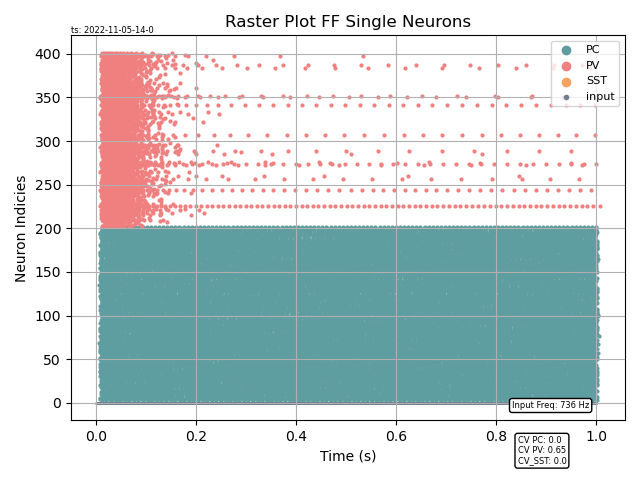 Raster Plot FF Single Neurons
ts: 2022-11-05-14-0
PC
PV
SST
input
Neuron Indicies
400
350
300
250
200
150
100
50
0
Input Freq: 736 Hz
0.0 0.2 0.4 0.6 0.8 1.0
Time (s)
CV PC: 0.0
CV PV: 0.65
CV_SST: 0.0